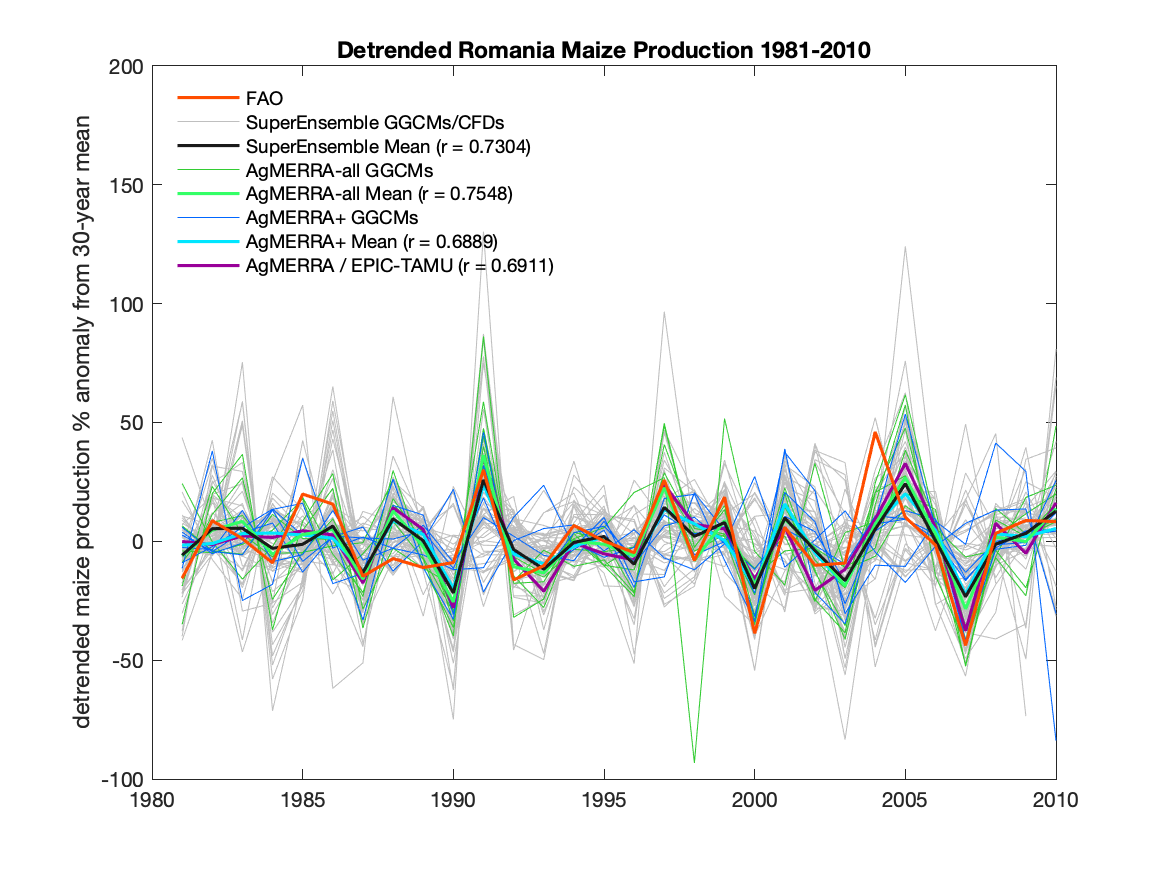 Detrended Romania Maize Production 1981-2010
detrended maize production % anomaly from 30-year mean
200
150
100
50
0
-50
-100
FAO
SuperEnsemble GGCMs/CFDs
SuperEnsemble Mean (r = 0.7304)
AgMERRA-all GGCMs
AgMERRA-all Mean (r = 0.7548)
AgMERRA+ GGCMs
AgMERRA+ Mean (r = 0.6889)
AgMERRA / EPIC-TAMU (r = 0.6911)
1980 1985 1990 1995 2000 2005 2010